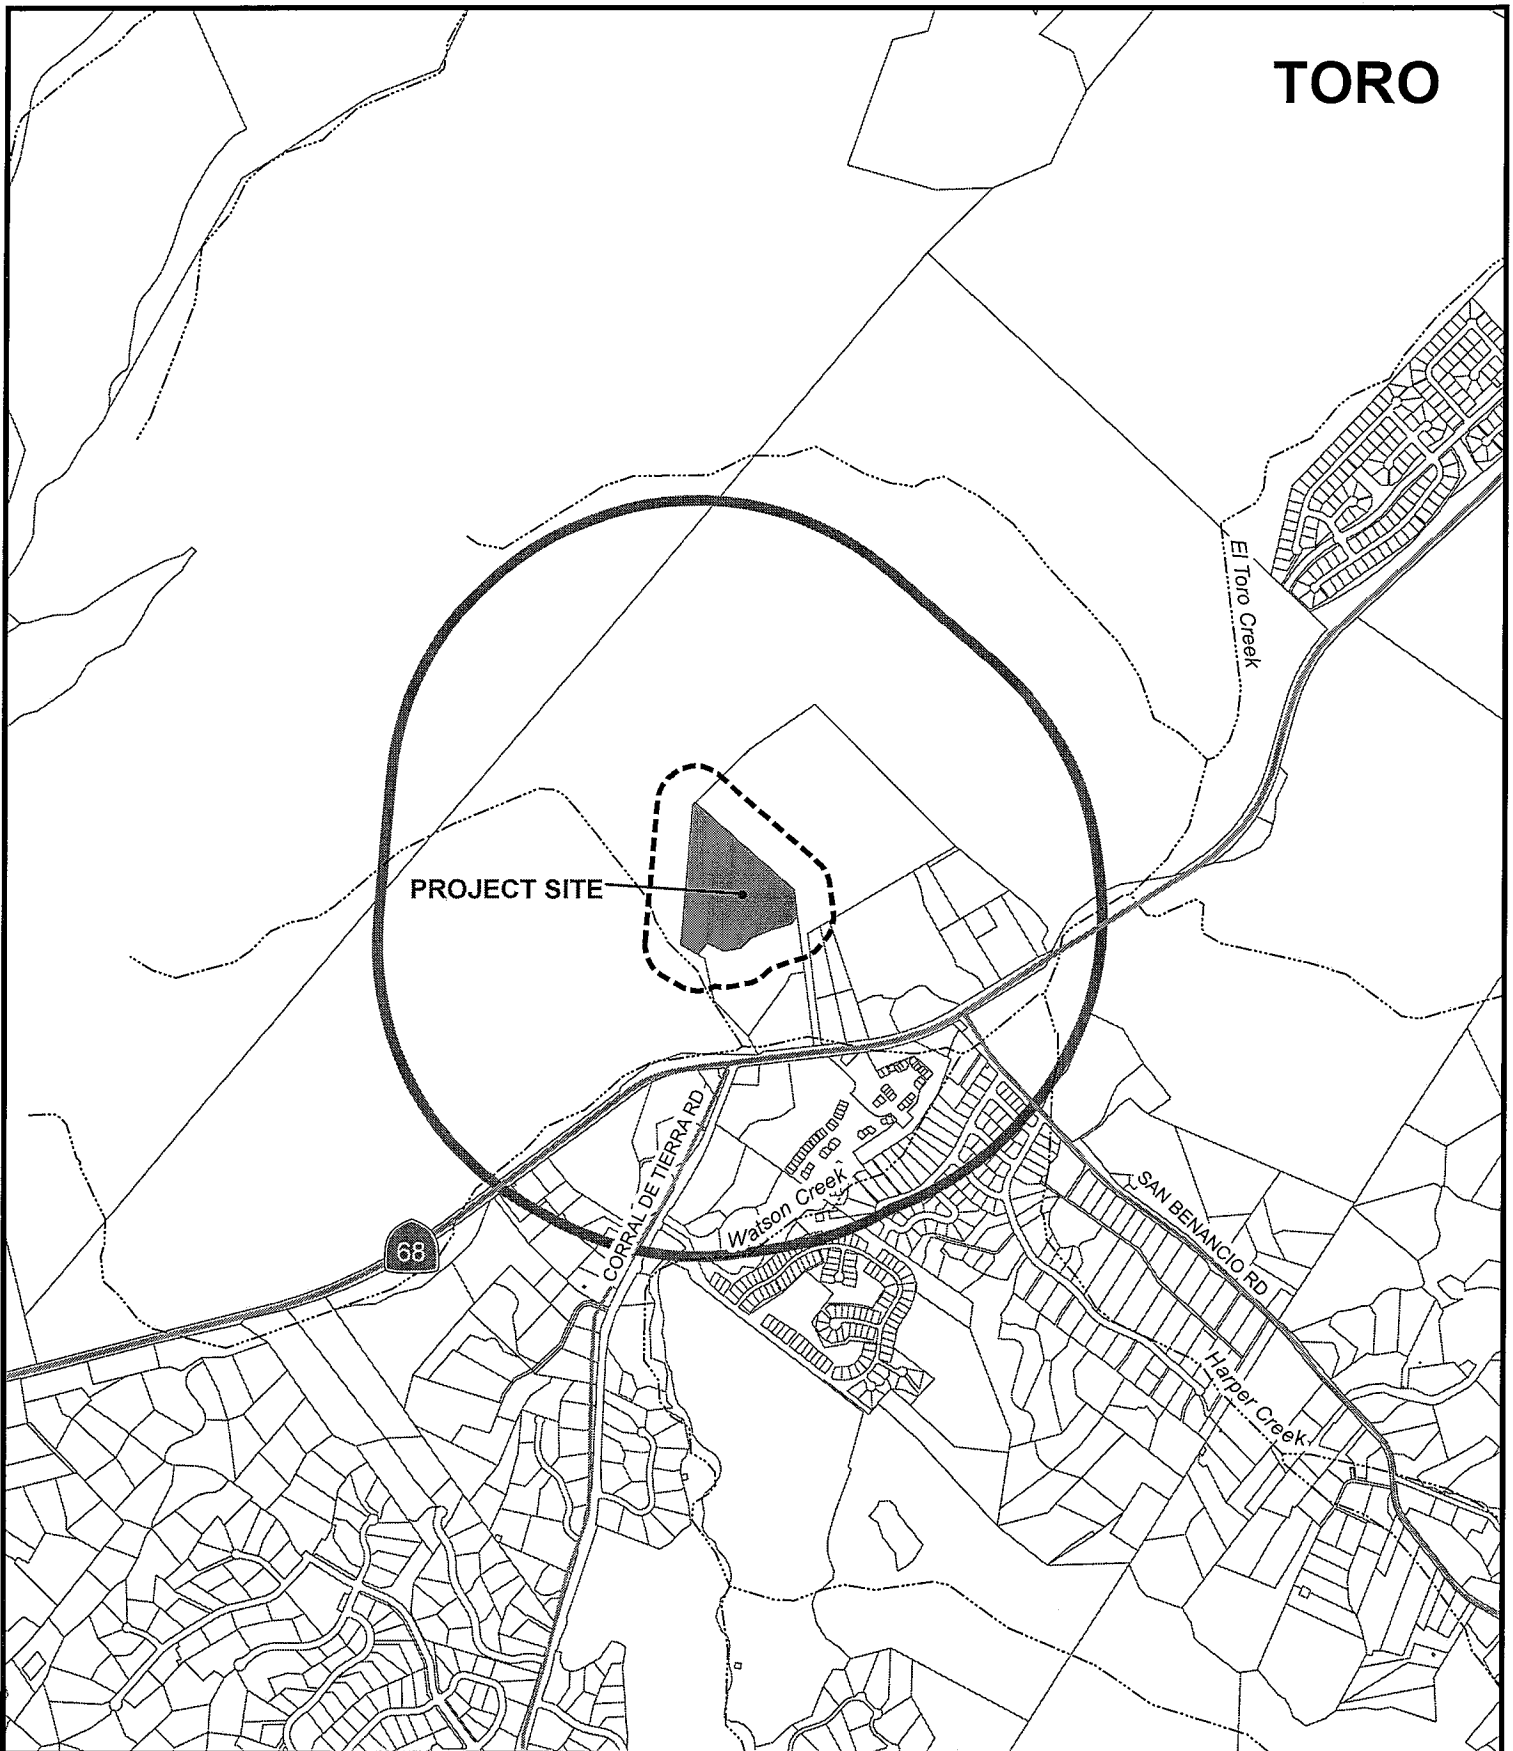 TORO
El Toro Creek
PROJECT SITE
CORRAL DE TIERRA RD
Watson Creek
SAN BENANCIO RD
68
Harper Creek